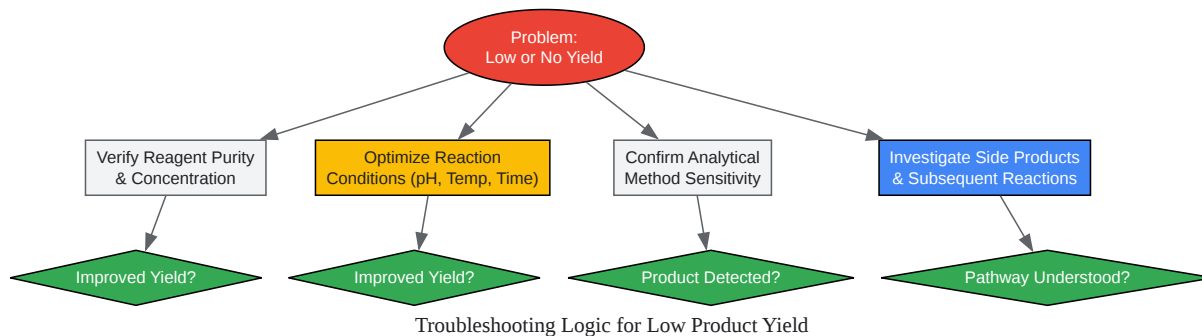 Problem:
Low or No Yield
Verify Reagent Purity
& Concentration
Optimize Reaction
Conditions (pH, Temp, Time)
Confirm Analytical
Method Sensitivity
Investigate Side Products
& Subsequent Reactions
Improved Yield?
Improved Yield?
Product Detected?
Pathway Understood?
Troubleshooting Logic for Low Product Yield